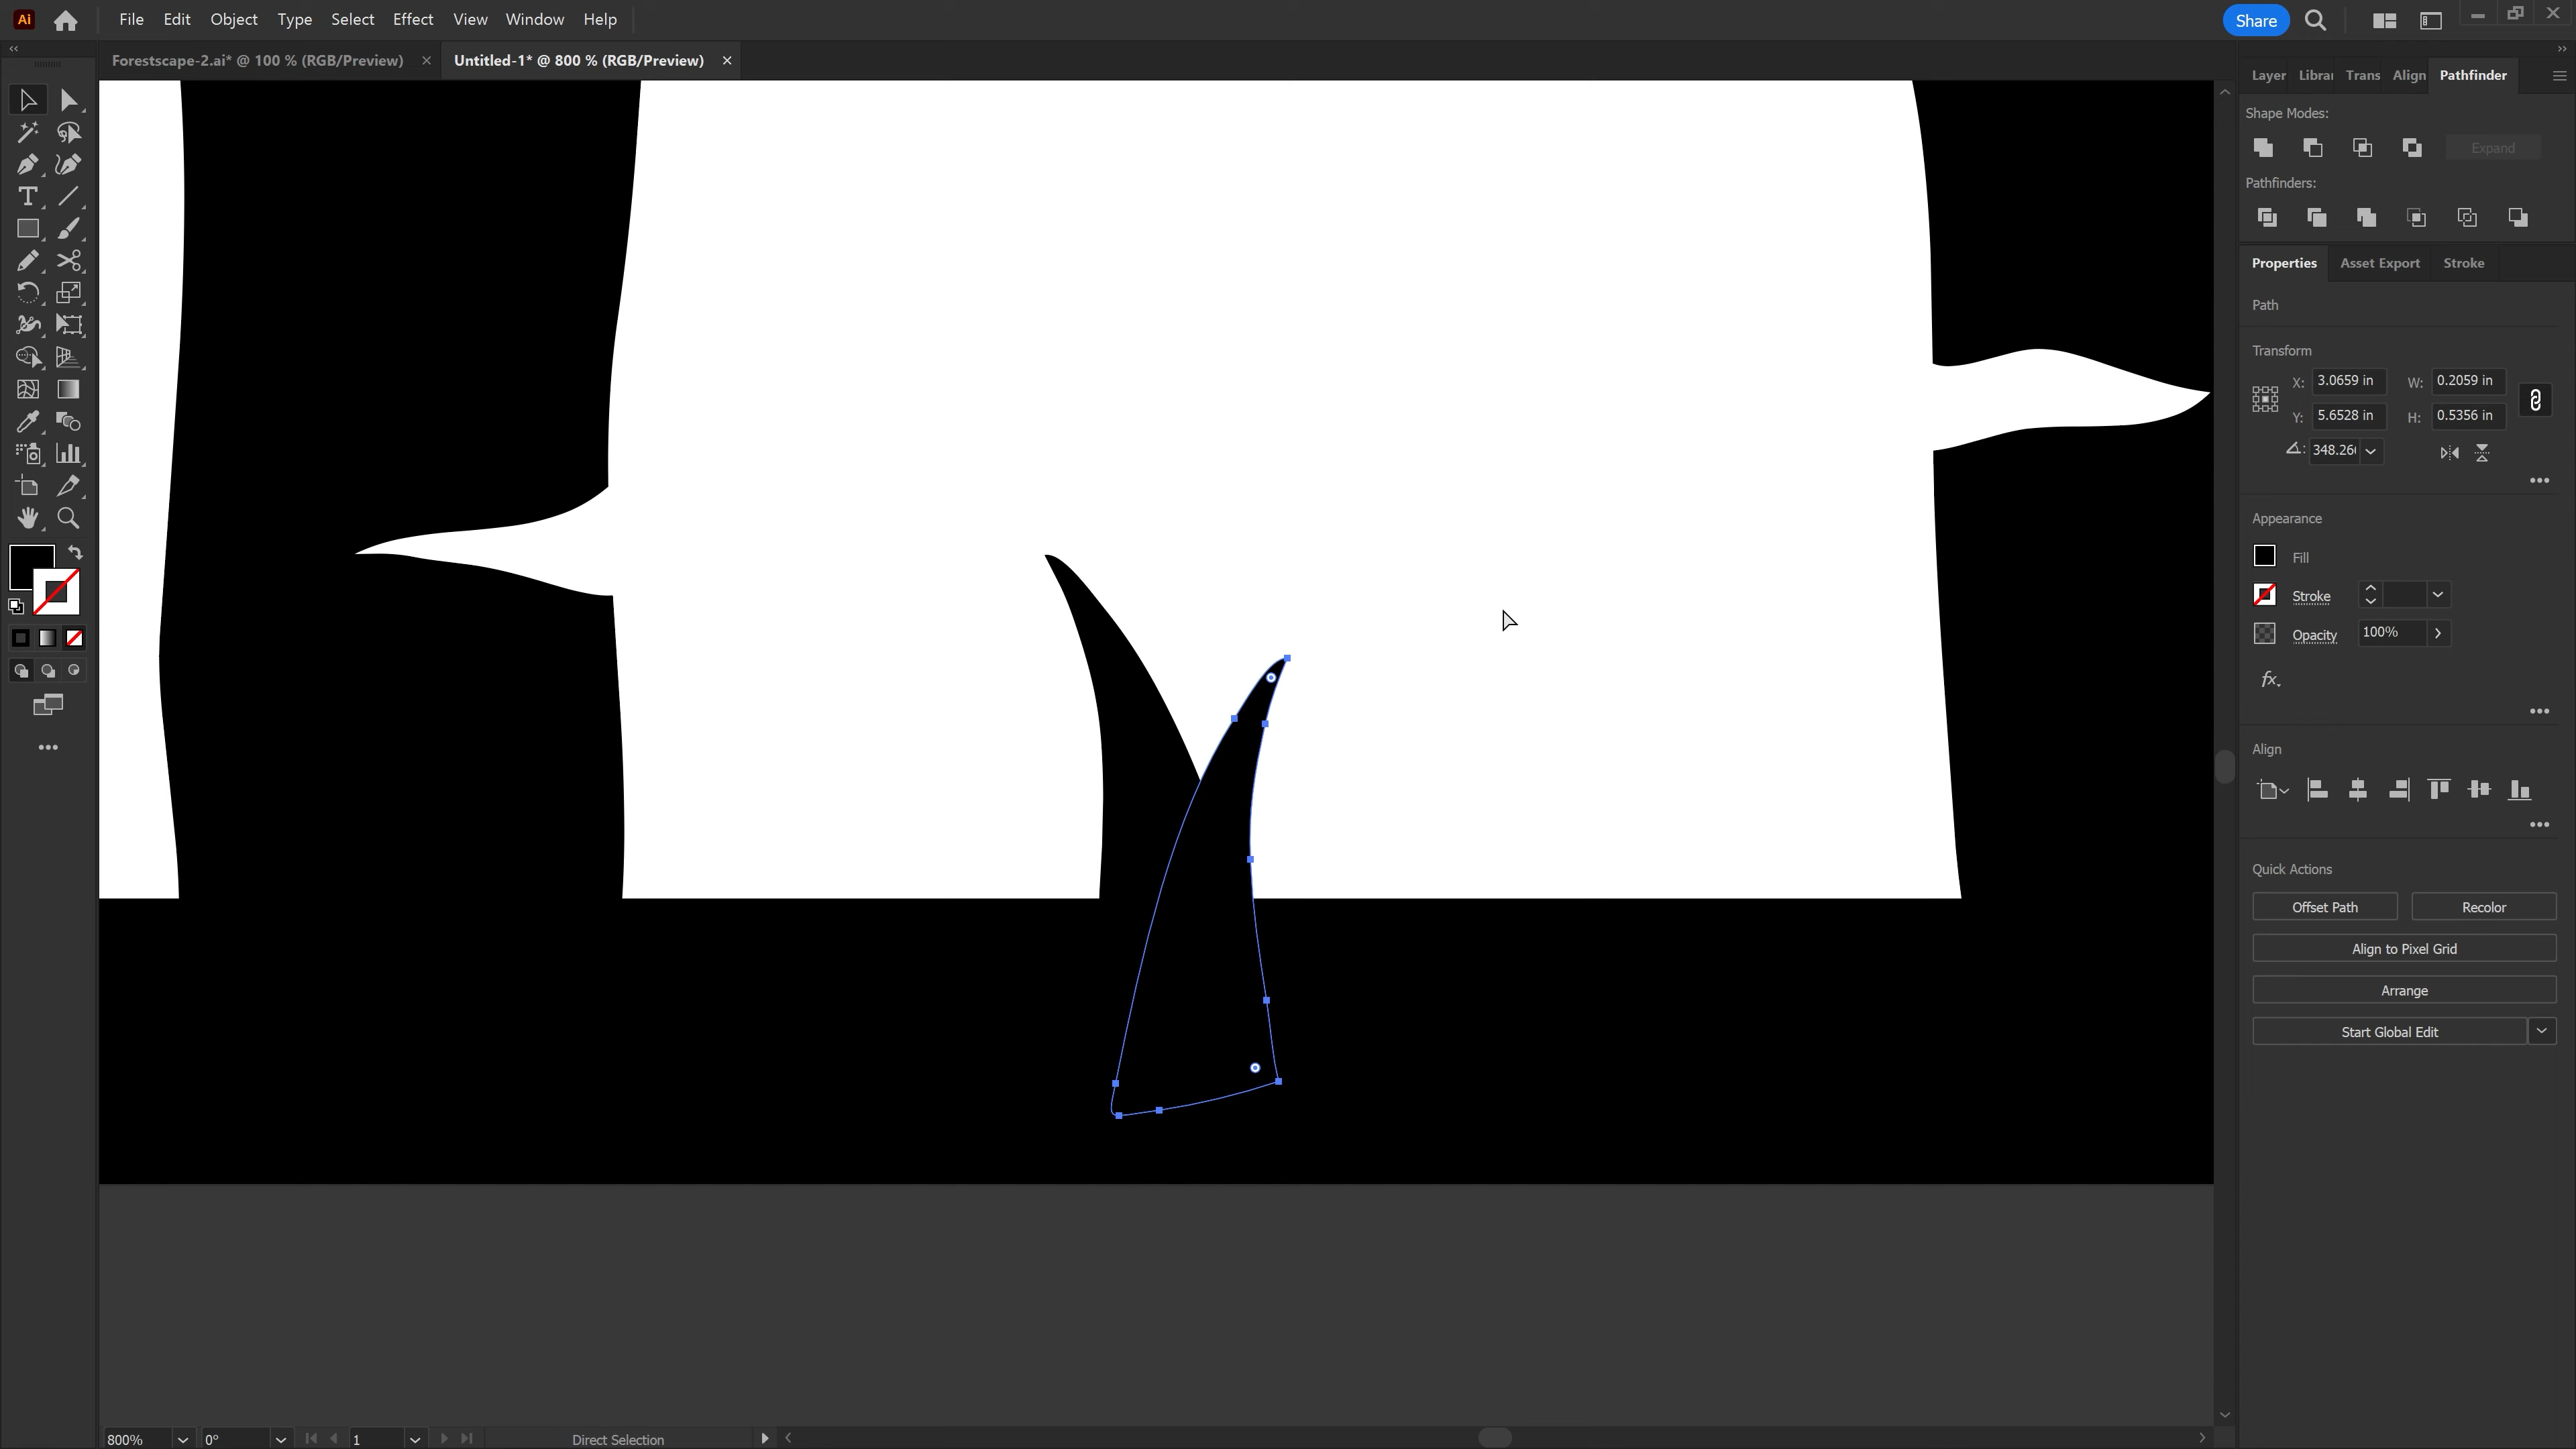 Ai File Edit Object Type Select Effect View Window Help Share
Forestscape-2.ai* @ 100 % (RGB/Preview) × Untitled-1* @ 800 % (RGB/Preview) ×
Layer Librar Trans Align Pathfinder
Shape Modes:
Expand
Pathfinders:
Properties Asset Export Stroke
Path
Transform
X: 3.0659 in W: 0.2059 in
Y: 5.6528 in H: 0.5356 in
348.26
Appearance
Fill
Stroke
Opacity 100%
fx.
Align
Quick Actions
Offset Path Recolor
Align to Pixel Grid
Arrange
Start Global Edit
800% 0° 1 Direct Selection